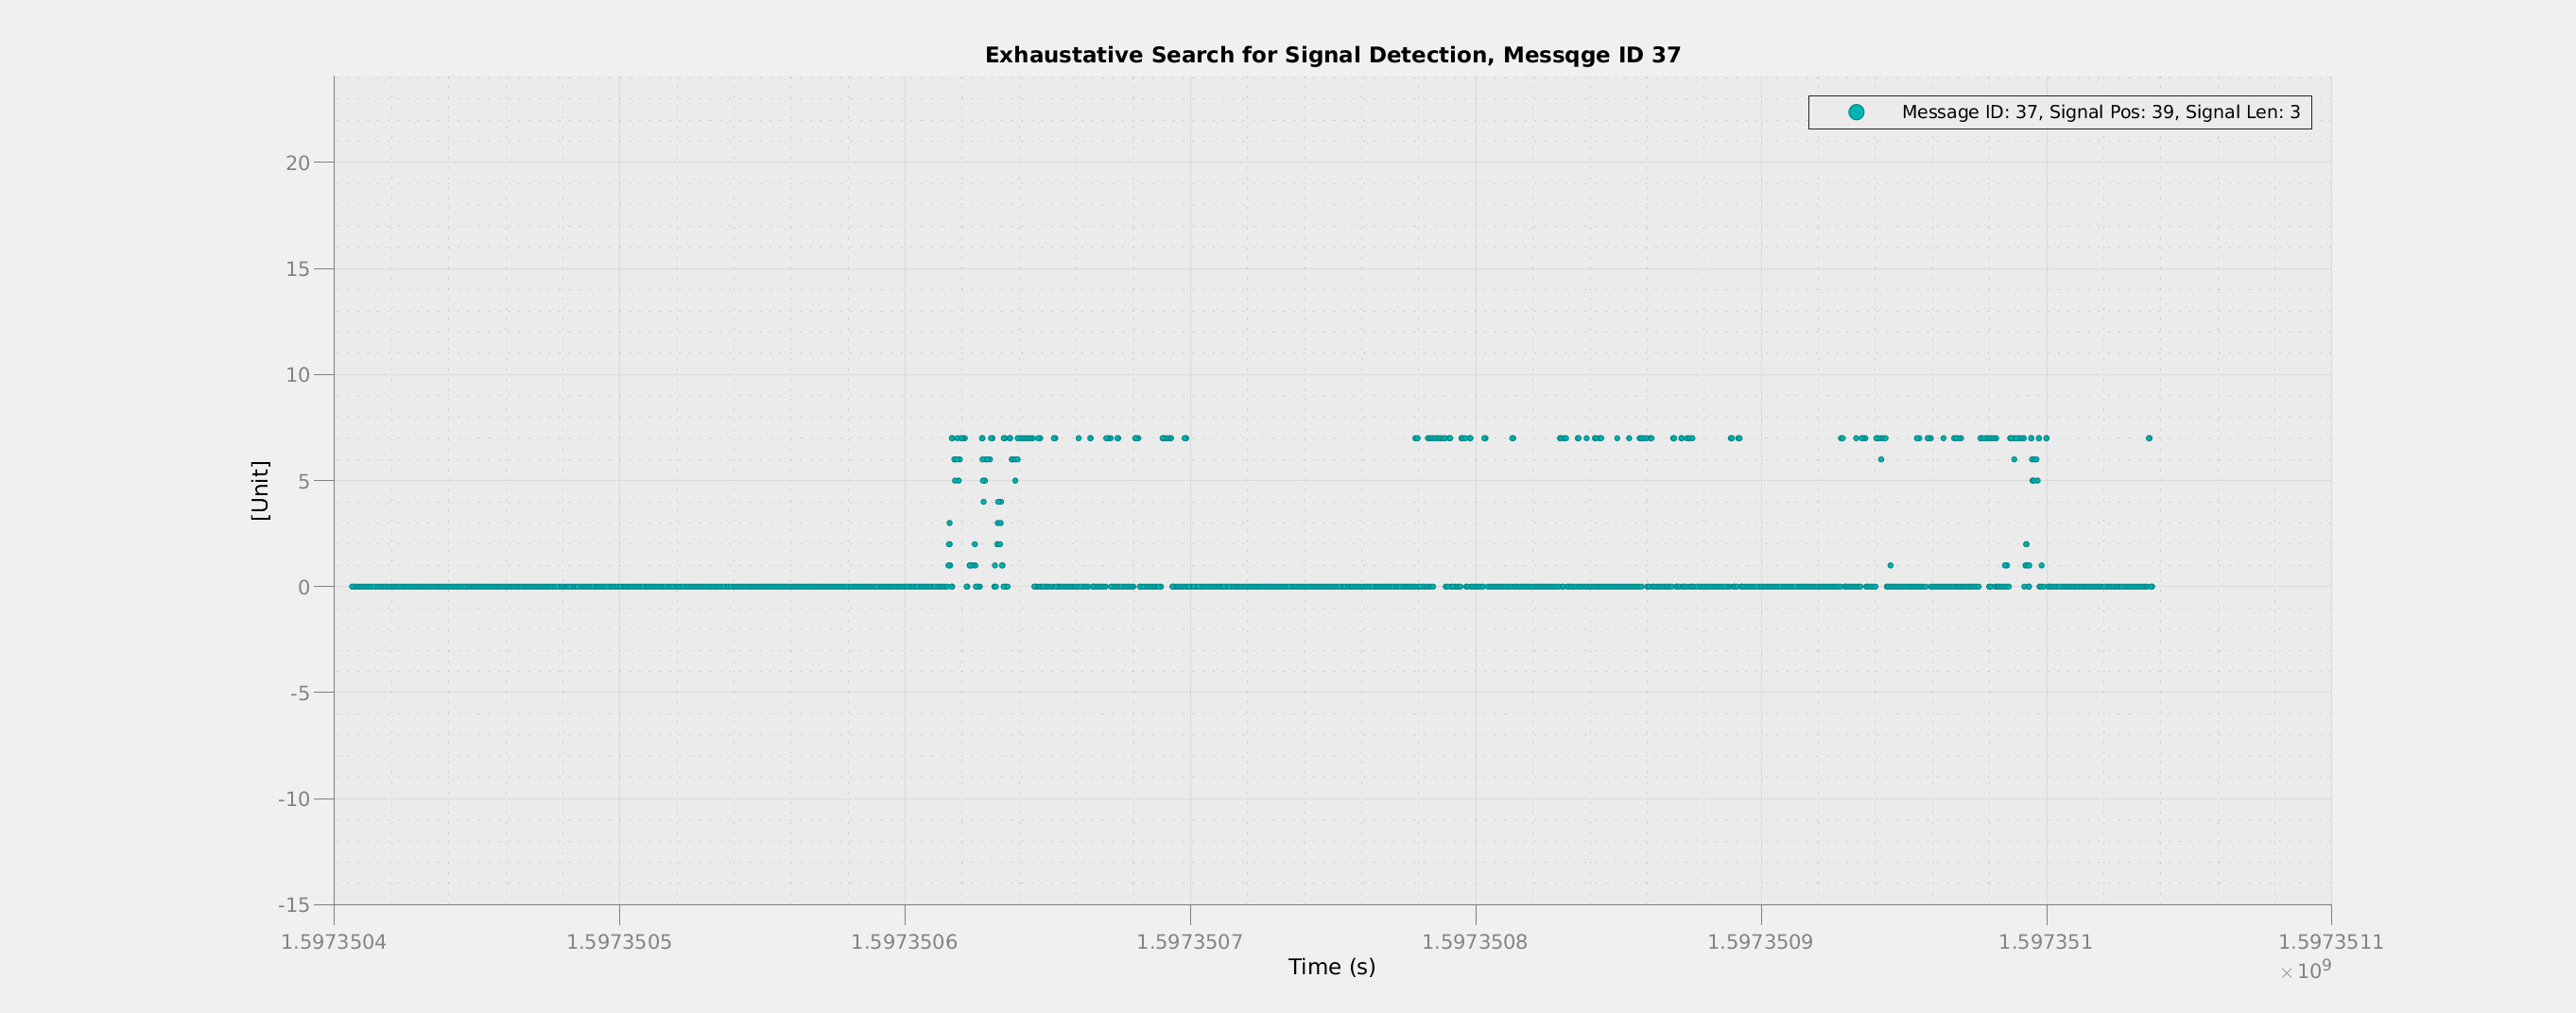 Exhaustative Search for Signal Detection, Messqge ID 37
Message ID: 37, Signal Pos: 39, Signal Len: 3
20
15
10
5
0
-5
-10
-15
[Unit]
1.5973504 1.5973505 1.5973506 1.5973507 1.5973508 1.5973509 1.597351 1.5973511
Time (s)
× 10⁹